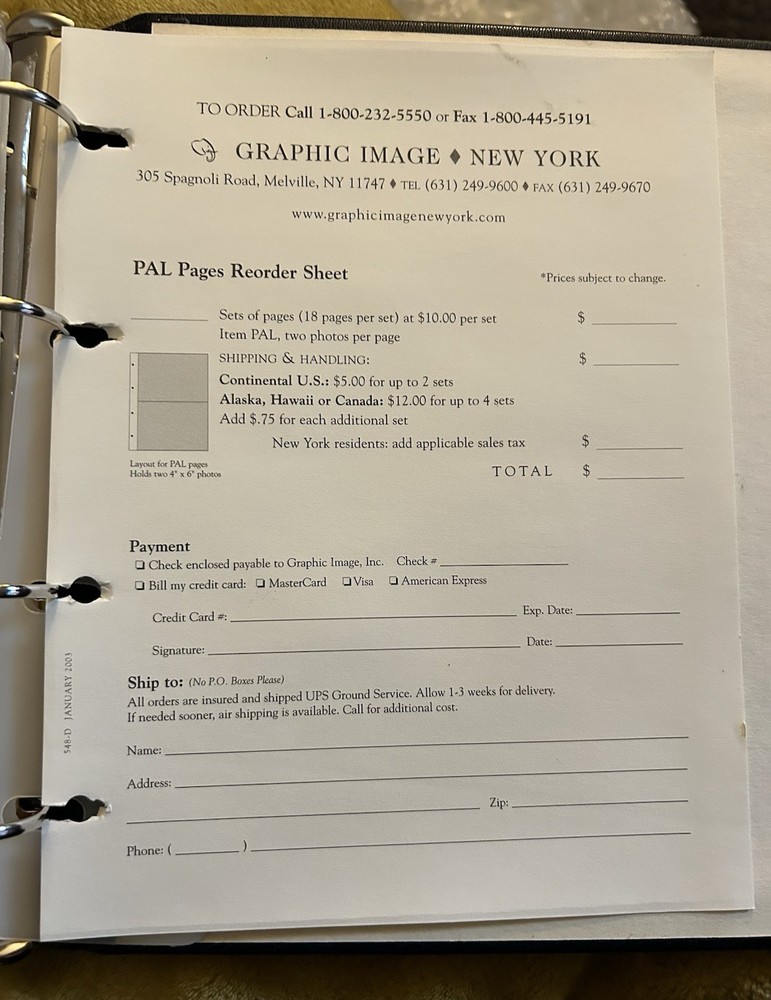 TO ORDER Call 1-800-232-5550 or Fax 1-800-445-5191
GRAPHIC IMAGE ♦ NEW YORK
305 Spagnoli Road, Melville, NY 11747 ♦ TEL (631) 249-9600 ♦ FAX (631) 249-9670
www.graphicimagenewyork.com
PAL Pages Reorder Sheet
*Prices subject to change.
Sets of pages (18 pages per set) at $10.00 per set $
Item PAL, two photos per page
SHIPPING & HANDLING: $
Continental U.S.: $5.00 for up to 2 sets
Alaska, Hawaii or Canada: $12.00 for up to 4 sets
Add $.75 for each additional set
New York residents: add applicable sales tax $
Layout for PAL pages
Holds two 4" x 6" photos
TOTAL $
Payment
❏ Check enclosed payable to Graphic Image, Inc. Check #
❏ Bill my credit card: ❏ MasterCard ❏ Visa ❏ American Express
Credit Card #: Exp. Date:
Signature: Date:
Ship to: (No P.O. Boxes Please)
All orders are insured and shipped UPS Ground Service. Allow 1-3 weeks for delivery.
If needed sooner, air shipping is available. Call for additional cost.
Name:
Address:
Zip:
Phone: ( )
548-D JANUARY 2003